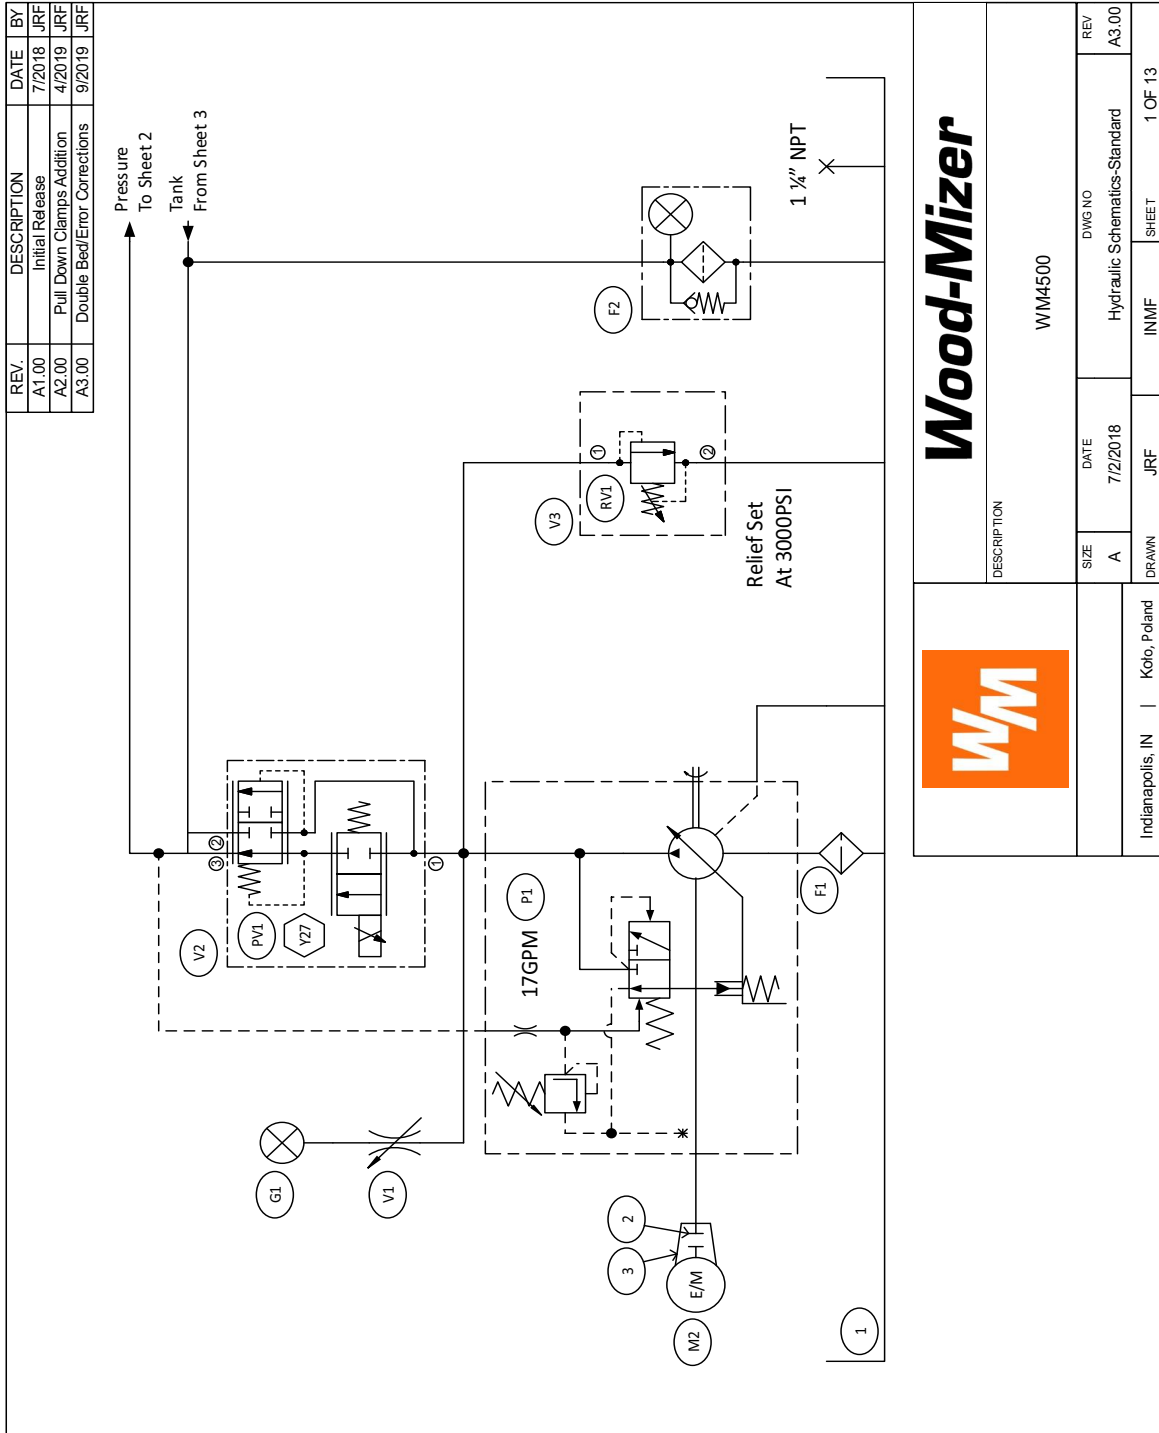 REV. DESCRIPTION DATE BY
A1.00 Initial Release 7/2018 JRF
A2.00 Pull Down Clamps Addition 4/2019 JRF
A3.00 Double Bed/Error Corrections 9/2019 JRF
Pressure
To Sheet 2
Tank
From Sheet 3
G1
V1
V2
PV1
Y27
3
2
1
P1
17GPM
V3
RV1
1
2
Relief Set
At 3000PSI
F2
1 ¼” NPT
M2
E/M
3
2
F1
1
WM
Wood-Mizer
DESCRIPTION
WM4500
SIZE DATE DWG NO REV
A 7/2/2018 Hydraulic Schematics-Standard A3.00
Indianapolis, IN | Koło, Poland
DRAWN JRF INMF SHEET 1 OF 13